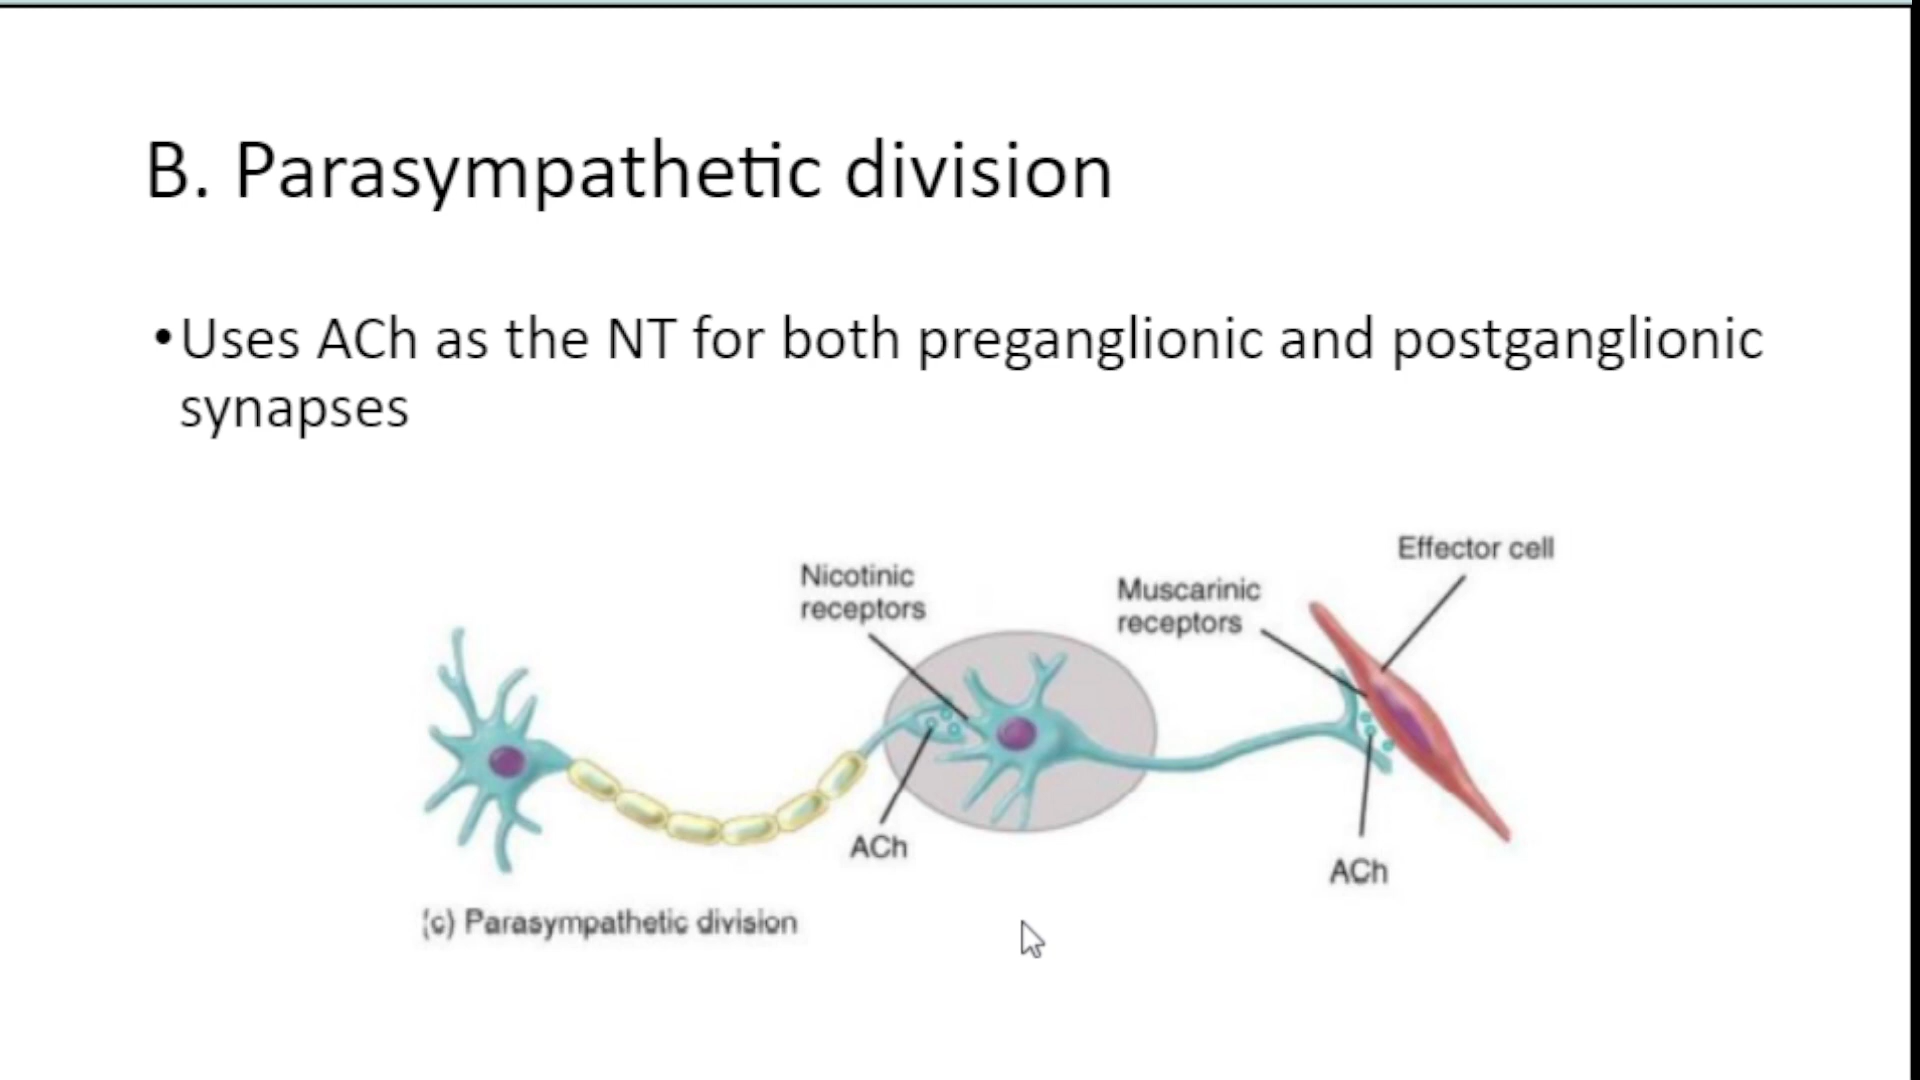 B. Parasympathetic division
•Uses ACh as the NT for both preganglionic and postganglionic
synapses
Effector cell
Nicotinic
receptors
Muscarinic
receptors
ACh
ACh
(c) Parasympathetic division